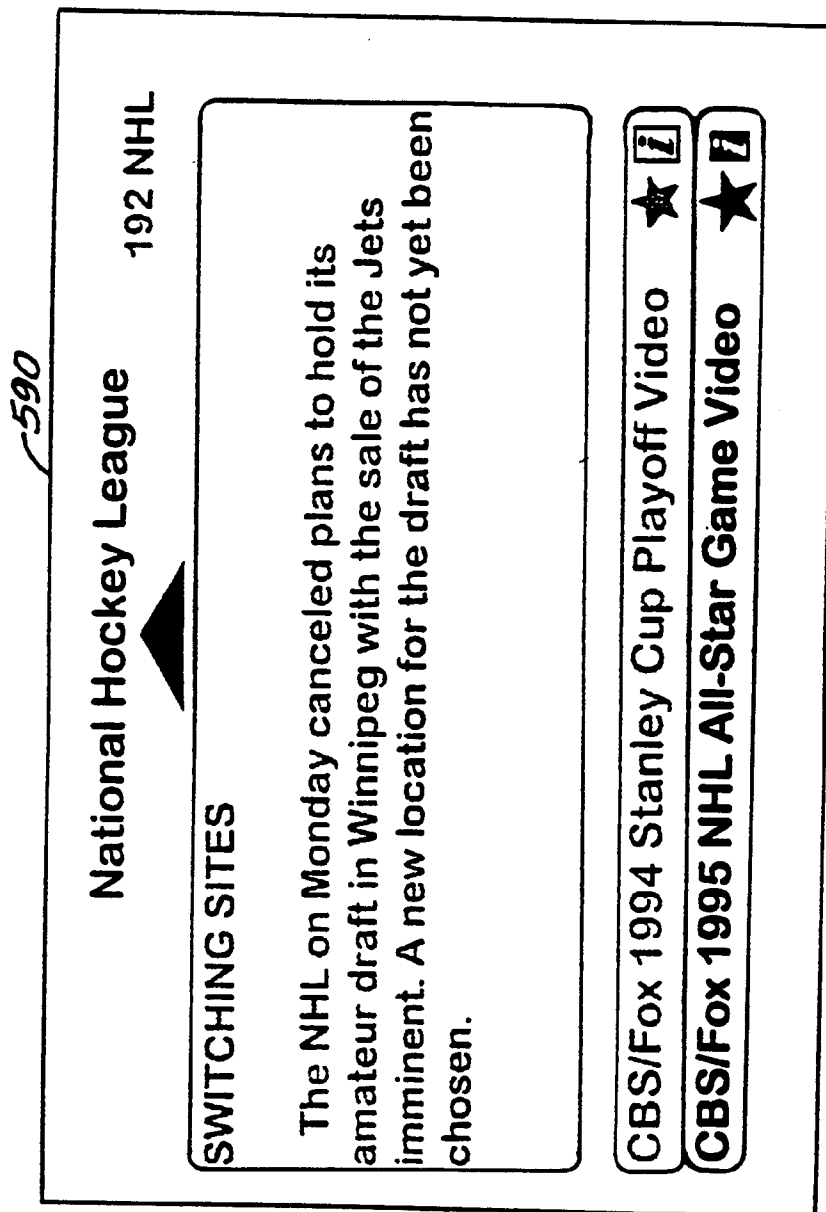 590
National Hockey League
192 NHL
SWITCHING SITES
The NHL on Monday canceled plans to hold its
amateur draft in Winnipeg with the sale of the Jets
imminent. A new location for the draft has not yet been
chosen.
CBS/Fox 1994 Stanley Cup Playoff Video i
CBS/Fox 1995 NHL All-Star Game Video i